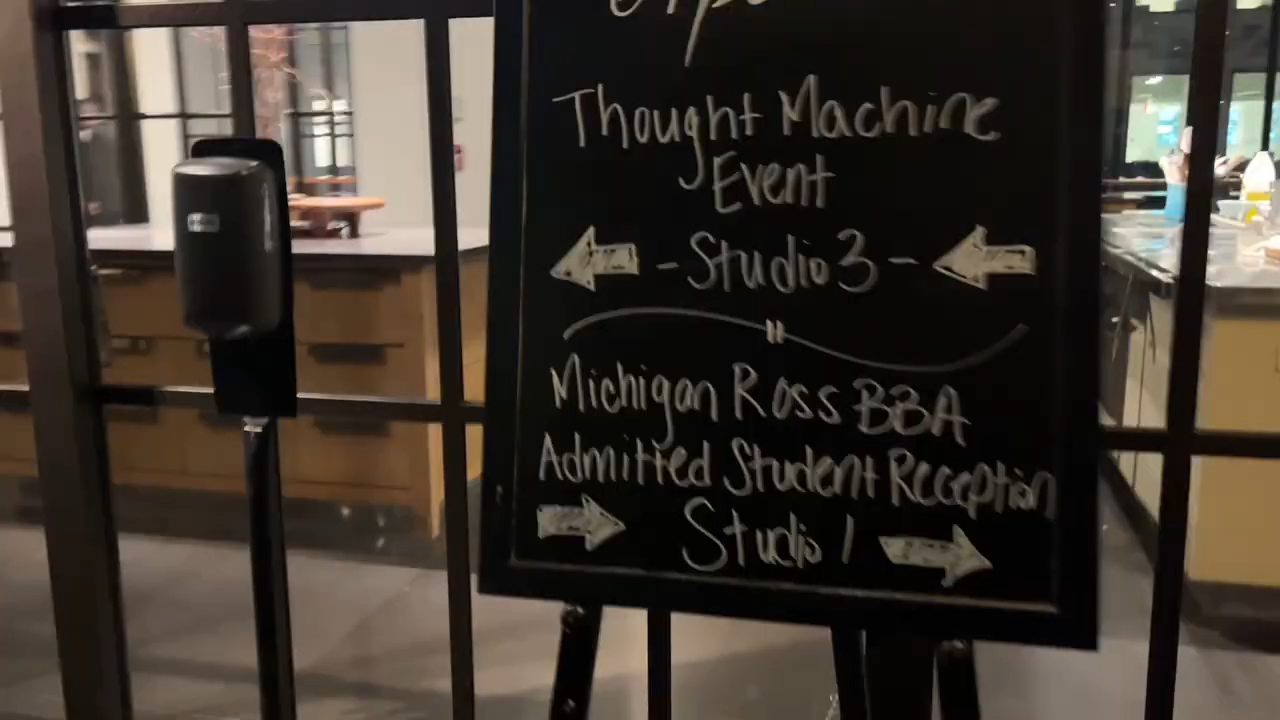 Thought Machine
Event
- Studio 3 -
"
Michigan Ross BBA
Admitted Student Reception
Studio 1